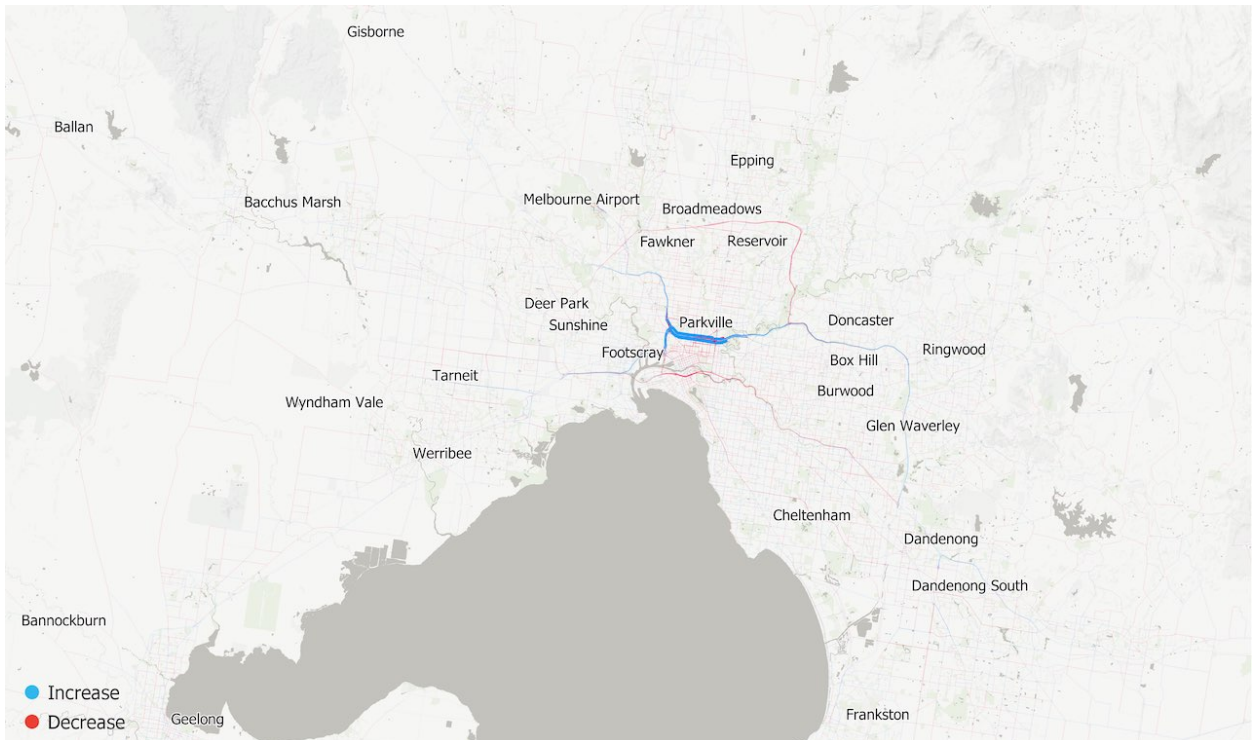 Gisborne
Ballan
Epping
Bacchus Marsh
Melbourne Airport
Broadmeadows
Fawkner
Reservoir
Deer Park
Sunshine
Parkville
Doncaster
Footscray
Box Hill
Ringwood
Tarneit
Burwood
Wyndham Vale
Glen Waverley
Werribee
Cheltenham
Dandenong
Dandenong South
Bannockburn
Increase
Decrease
Geelong
Frankston